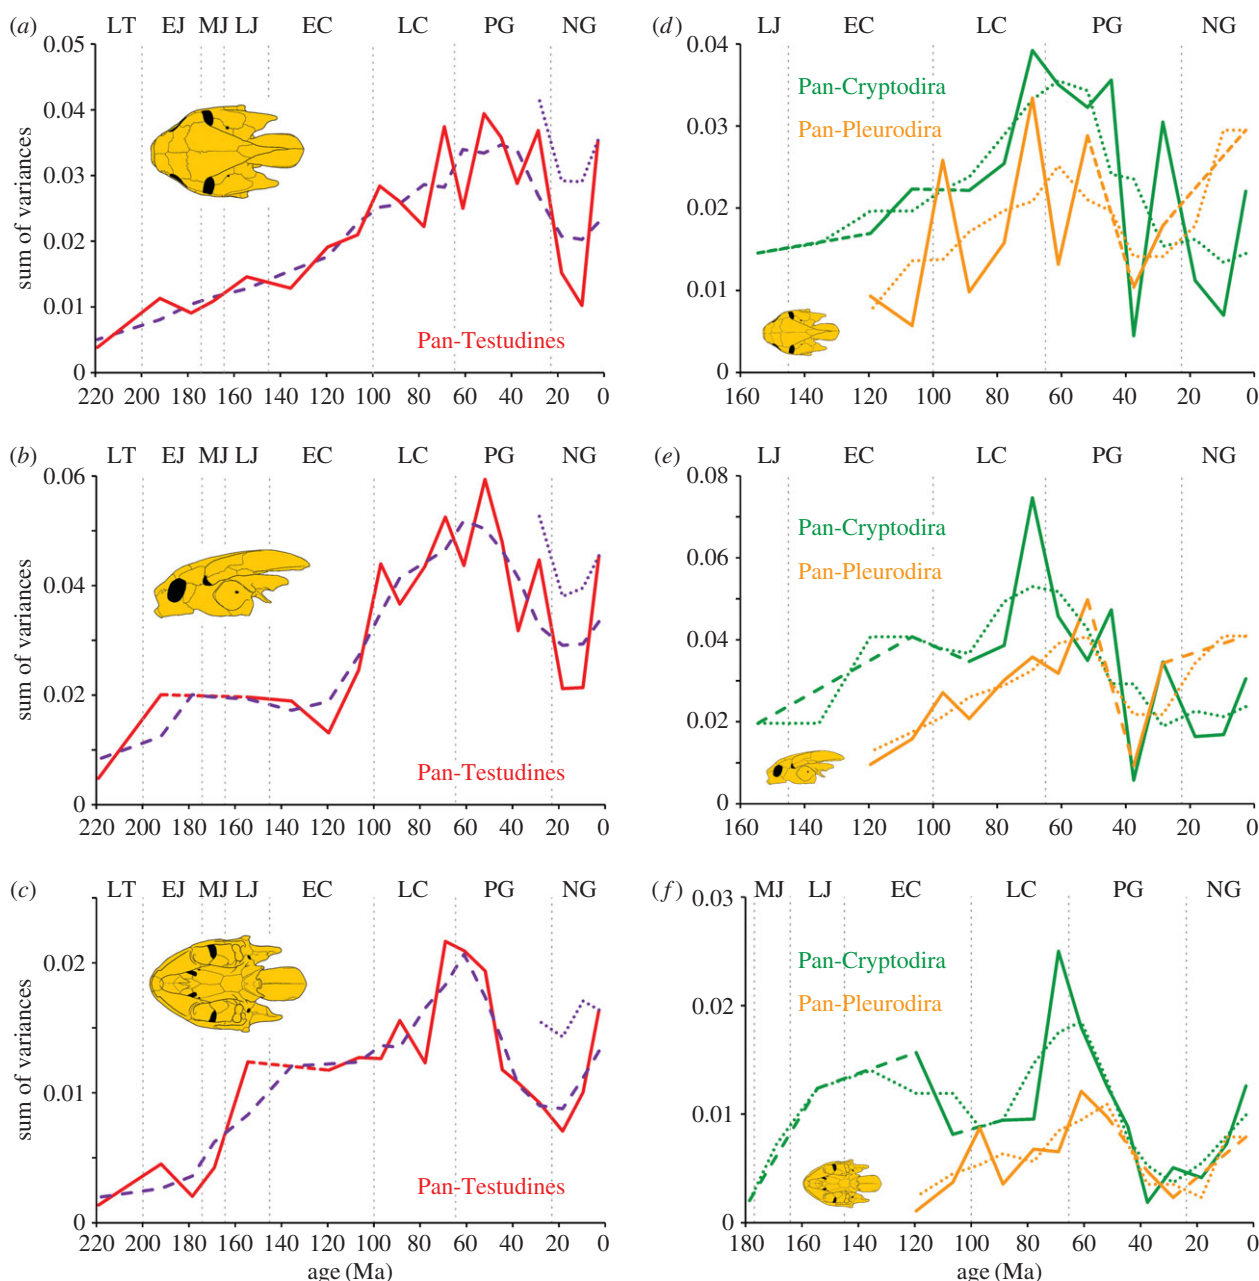 (a) LT EJ MJ LJ EC LC PG NG
0.05
0.04
0.03
0.02
0.01
0
sum of variances
Pan-Testudines
220 200 180 160 140 120 100 80 60 40 20 0
(b) LT EJ MJ LJ EC LC PG NG
0.06
0.04
0.02
0
sum of variances
Pan-Testudines
220 200 180 160 140 120 100 80 60 40 20 0
(c) LT EJ MJ LJ EC LC PG NG
0.02
0.01
0
sum of variances
Pan-Testudines
220 200 180 160 140 120 100 80 60 40 20 0
age (Ma)
(d) LJ EC LC PG NG
0.04
0.03
0.02
0.01
0
Pan-Cryptodira
Pan-Pleurodira
160 140 120 100 80 60 40 20 0
(e) LJ EC LC PG NG
0.08
0.08
0.04
0.02
0
Pan-Cryptodira
Pan-Pleurodira
160 140 120 100 80 60 40 20 0
(f) MJ LJ EC LC PG NG
0.03
0.02
0.01
0
Pan-Cryptodira
Pan-Pleurodira
180 160 140 120 100 80 60 40 20 0
age (Ma)